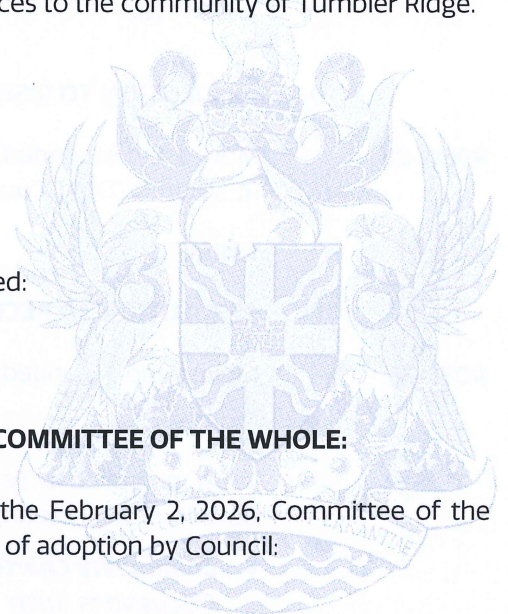 ces to the community of Tumbler Ridge.
ed:
COMMITTEE OF THE WHOLE:
the February 2, 2026, Committee of the
of adoption by Council: